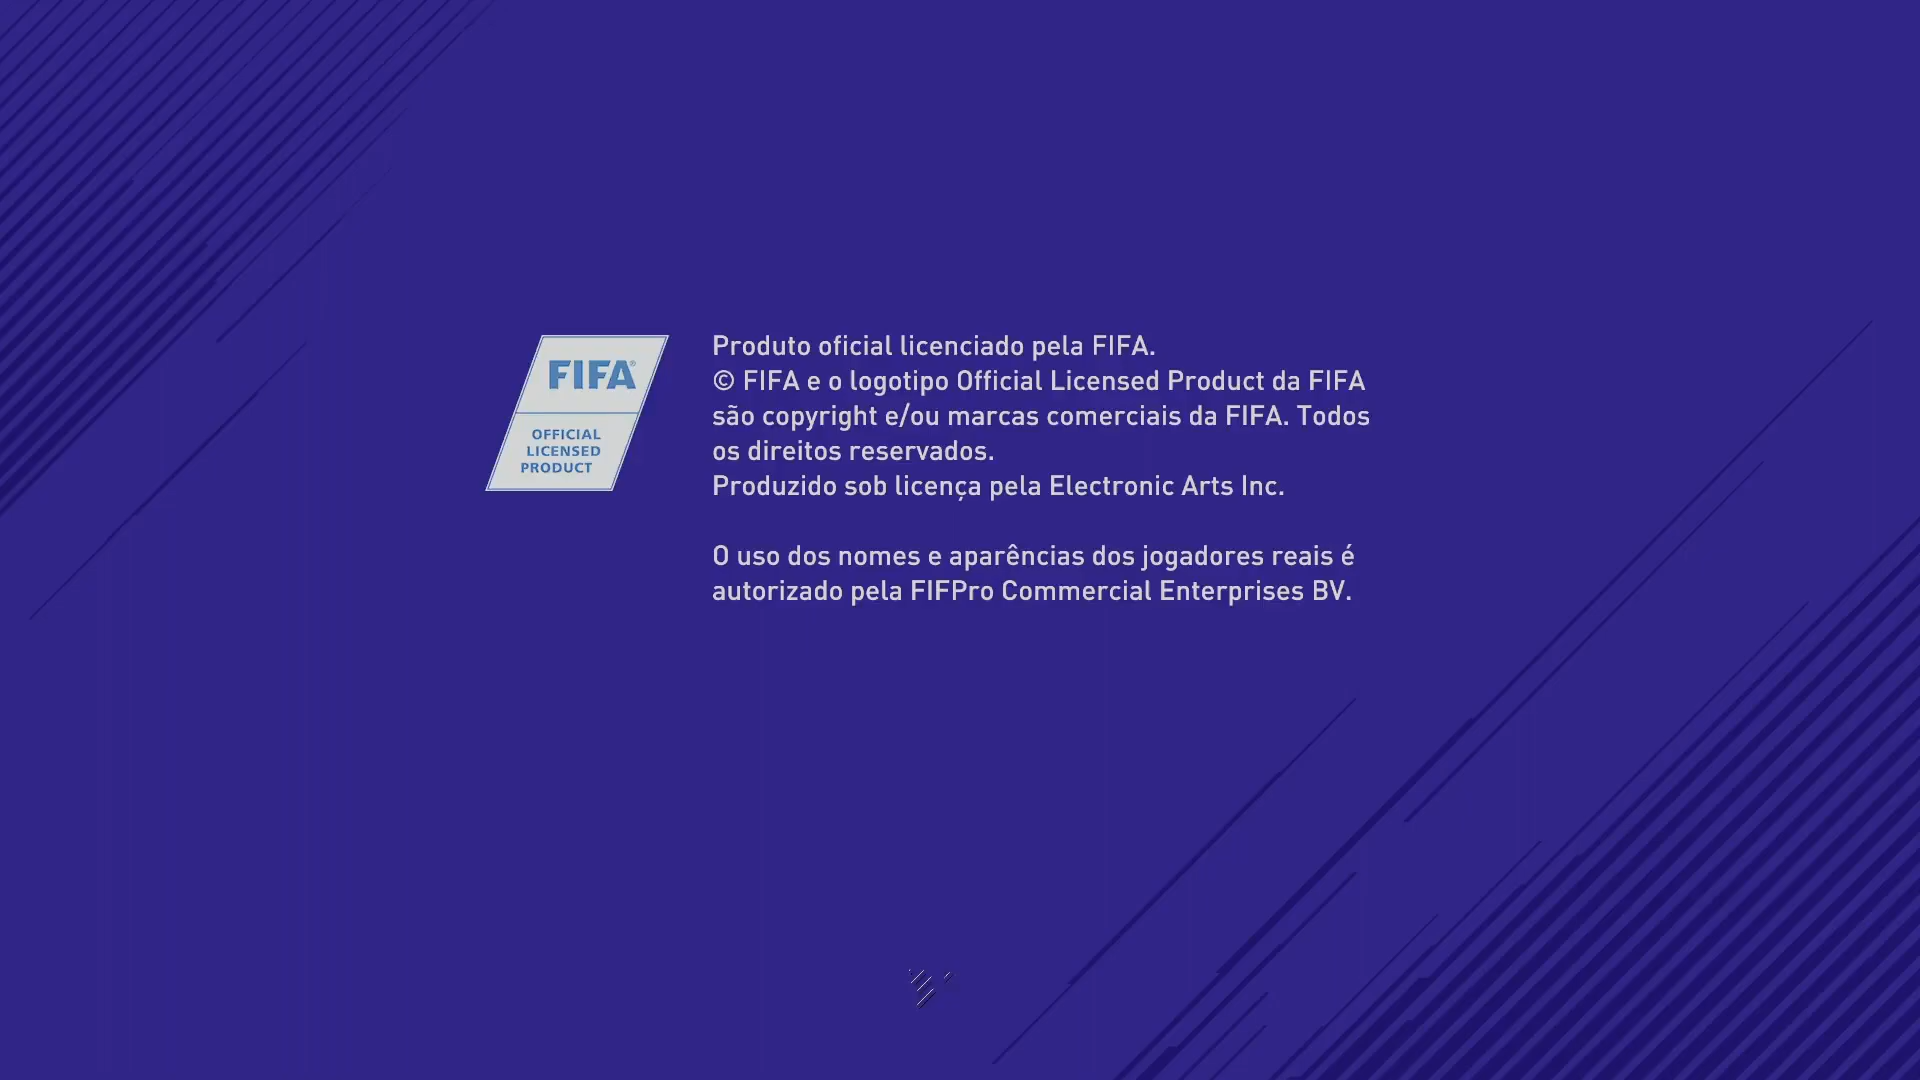 FIFA®
OFFICIAL
LICENSED
PRODUCT
Produto oficial licenciado pela FIFA.
© FIFA e o logotipo Official Licensed Product da FIFA
são copyright e/ou marcas comerciais da FIFA. Todos
os direitos reservados.
Produzido sob licença pela Electronic Arts Inc.
O uso dos nomes e aparências dos jogadores reais é
autorizado pela FIFPro Commercial Enterprises BV.